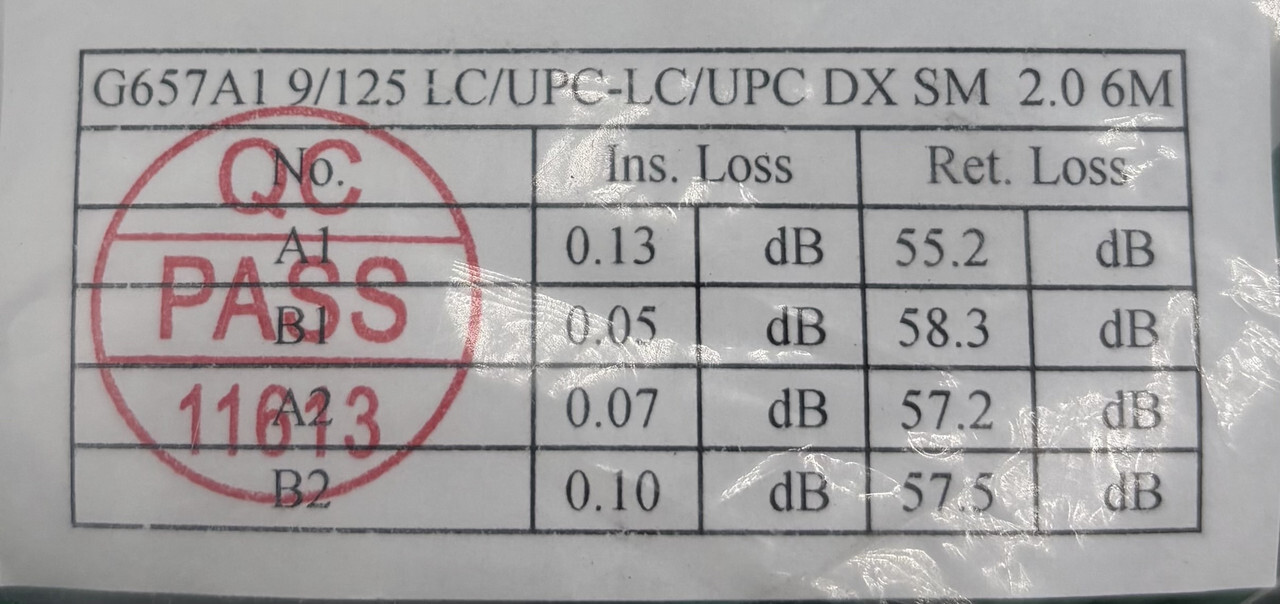 G657A1 9/125 LC/UPC-LC/UPC DX SM 2.0 6M
No. Ins. Loss Ret. Loss
A1 0.13 dB 55.2 dB
B1 0.05 dB 58.3 dB
A2 0.07 dB 57.2 dB
B2 0.10 dB 57.5 dB
QC
PASS
11613